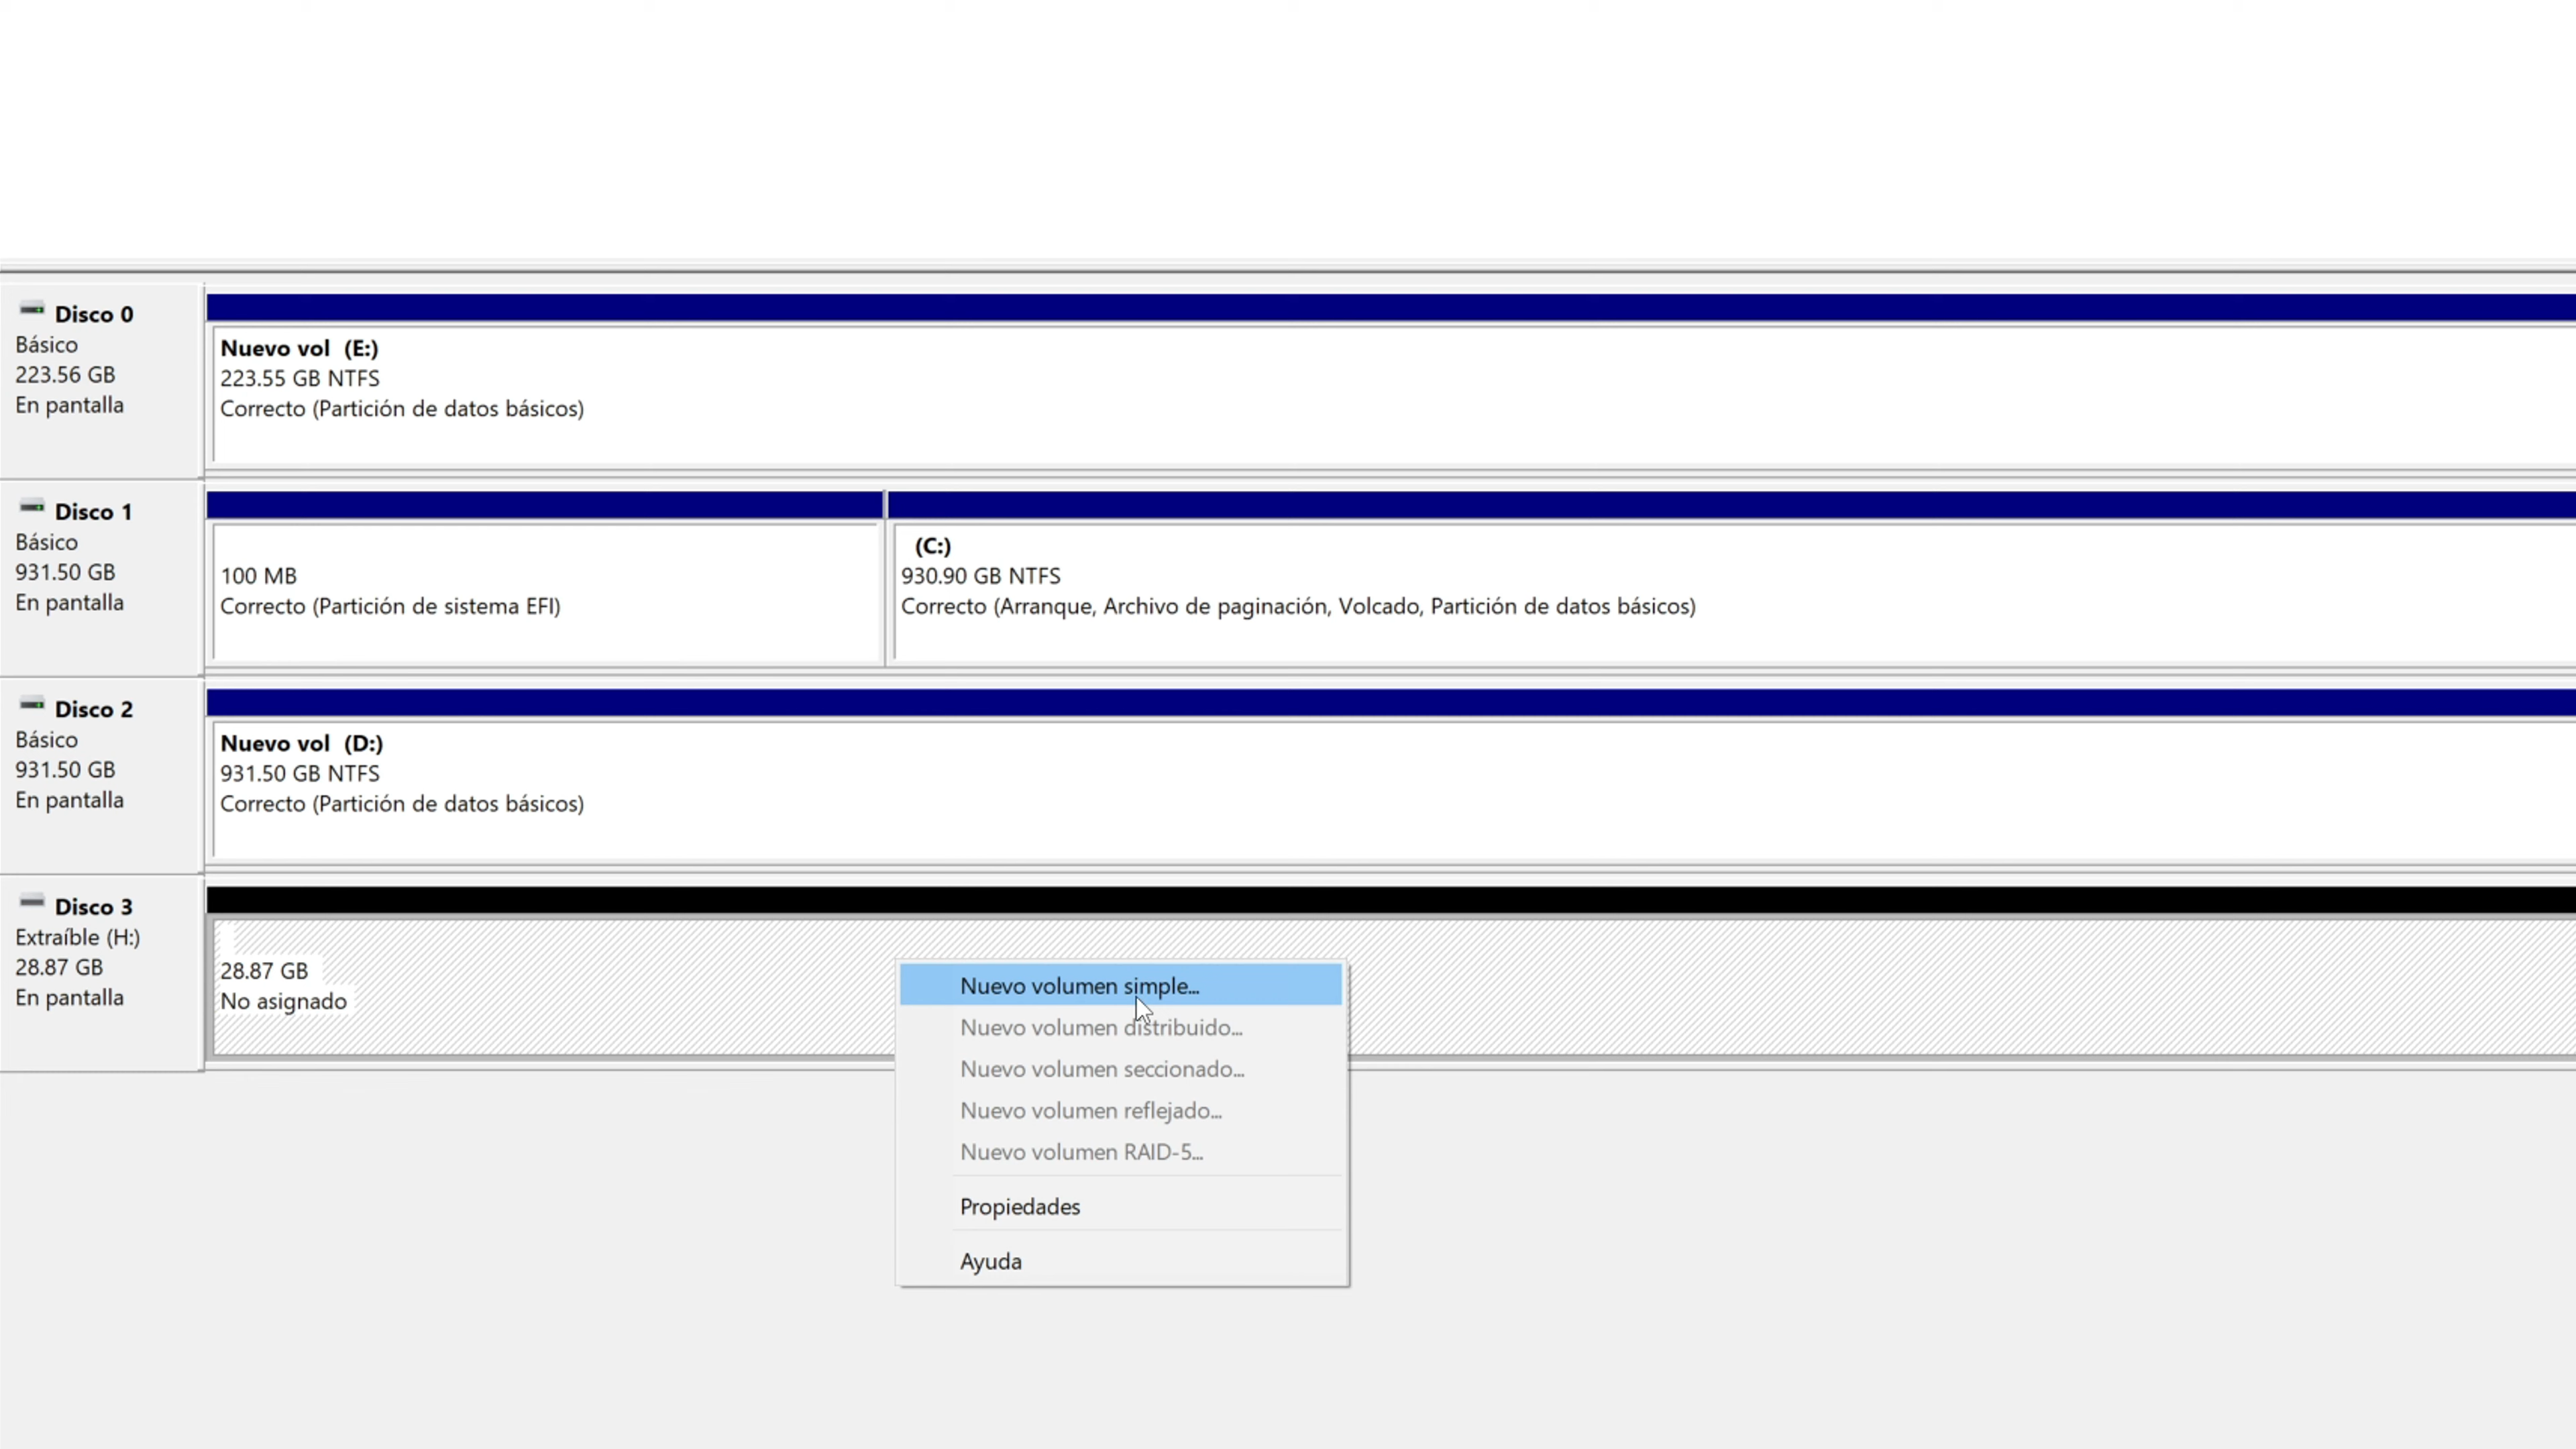 Disco 0
Básico
223.56 GB
En pantalla
Nuevo vol (E:)
223.55 GB NTFS
Correcto (Partición de datos básicos)
Disco 1
Básico
931.50 GB
En pantalla
100 MB
Correcto (Partición de sistema EFI)
(C:)
930.90 GB NTFS
Correcto (Arranque, Archivo de paginación, Volcado, Partición de datos básicos)
Disco 2
Básico
931.50 GB
En pantalla
Nuevo vol (D:)
931.50 GB NTFS
Correcto (Partición de datos básicos)
Disco 3
Extraíble (H:)
28.87 GB
En pantalla
28.87 GB
No asignado
Nuevo volumen simple...
Nuevo volumen distribuido...
Nuevo volumen seccionado...
Nuevo volumen reflejado...
Nuevo volumen RAID-5...
Propiedades
Ayuda